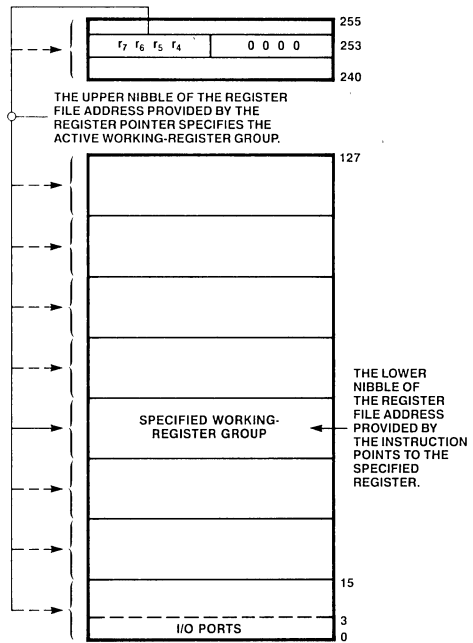 255
r7 r6 r5 r4 0 0 0 0 253
240
THE UPPER NIBBLE OF THE REGISTER
FILE ADDRESS PROVIDED BY THE
REGISTER POINTER SPECIFIES THE
ACTIVE WORKING-REGISTER GROUP.
127
SPECIFIED WORKING-
REGISTER GROUP
THE LOWER
NIBBLE OF
THE REGISTER
FILE ADDRESS
PROVIDED BY
THE INSTRUCTION
POINTS TO THE
SPECIFIED
REGISTER.
15
3
I/O PORTS
0